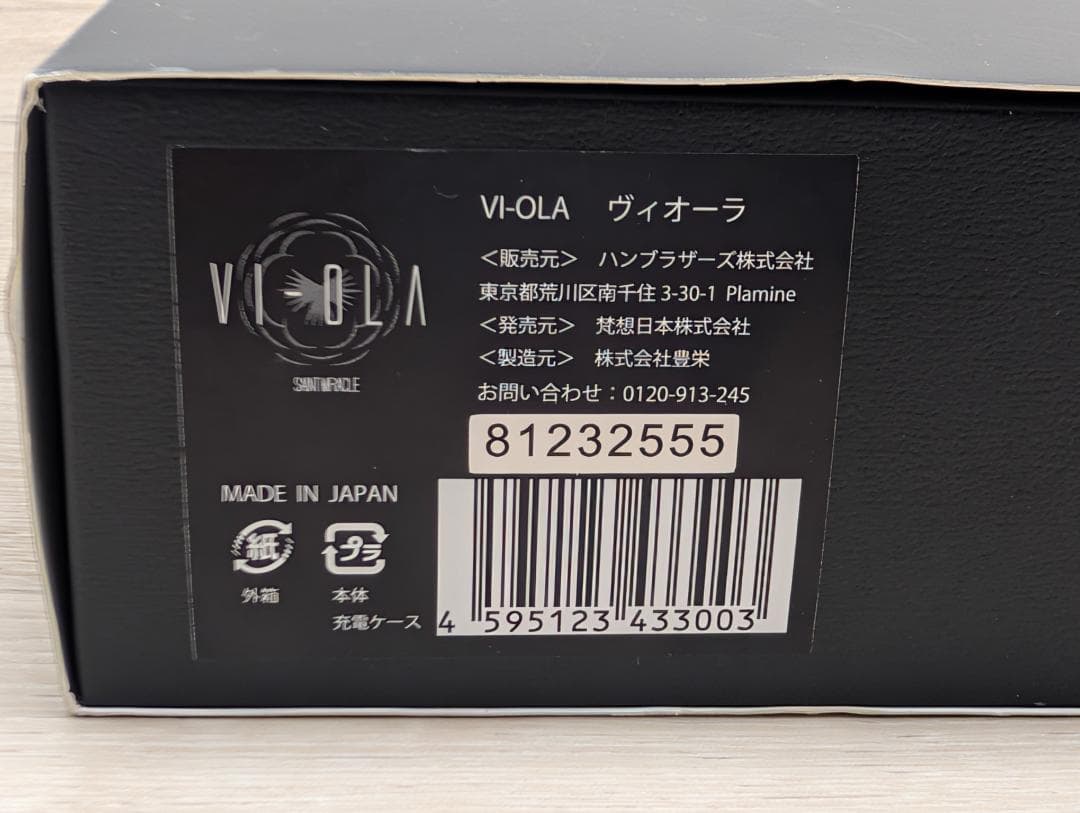 VI-OLA
SAINT MIRACLE
VI-OLA ヴィオーラ
＜販売元＞ ハンブラザーズ株式会社
東京都荒川区南千住 3-30-1 Plamine
＜発売元＞ 梵想日本株式会社
＜製造元＞ 株式会社豊栄
お問い合わせ：0120-913-245
81232555
MADE IN JAPAN
紙
プラ
外箱
本体
充電ケース
4 595123 433003